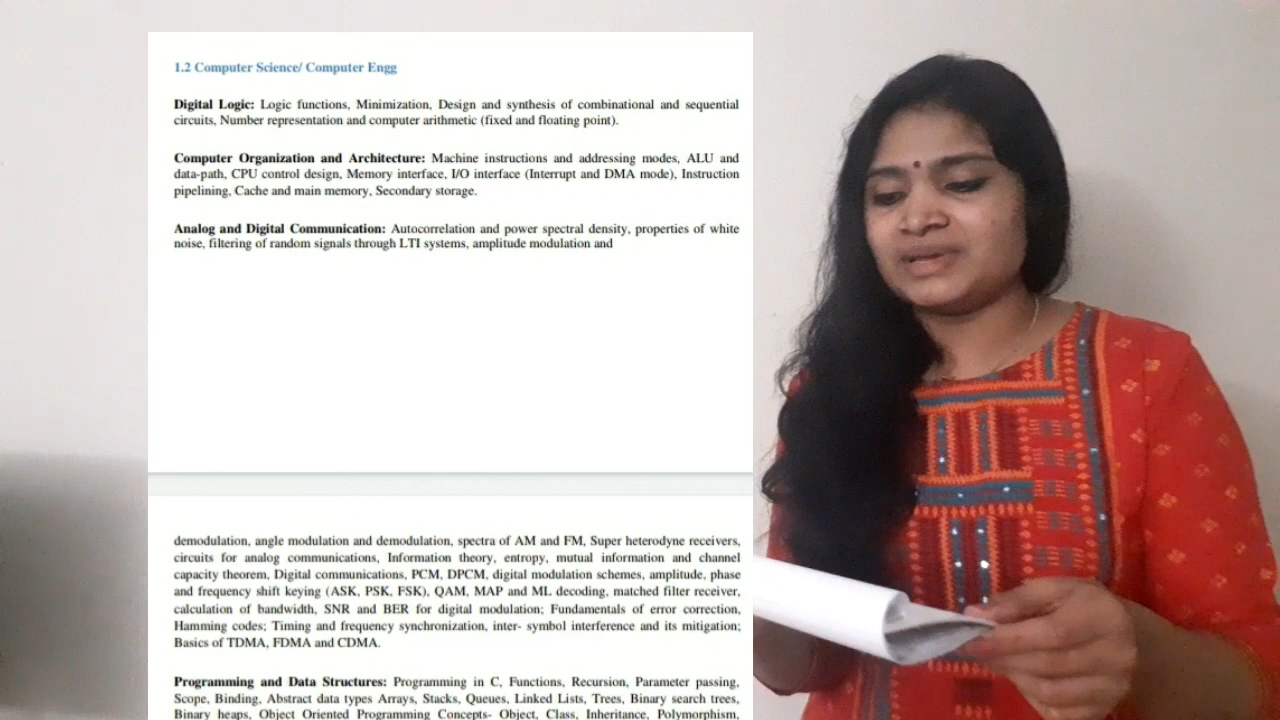 1.2 Computer Science/ Computer Engg
Digital Logic: Logic functions, Minimization, Design and synthesis of combinational and sequential
circuits, Number representation and computer arithmetic (fixed and floating point).
Computer Organization and Architecture: Machine instructions and addressing modes, ALU and
data-path, CPU control design, Memory interface, I/O interface (Interrupt and DMA mode), Instruction
pipelining, Cache and main memory, Secondary storage.
Analog and Digital Communication: Autocorrelation and power spectral density, properties of white
noise, filtering of random signals through LTI systems, amplitude modulation and
demodulation, angle modulation and demodulation, spectra of AM and FM, Super heterodyne receivers,
circuits for analog communications, Information theory, entropy, mutual information and channel
capacity theorem, Digital communications, PCM, DPCM, digital modulation schemes, amplitude, phase
and frequency shift keying (ASK, PSK, FSK), QAM, MAP and ML decoding, matched filter receiver,
calculation of bandwidth, SNR and BER for digital modulation; Fundamentals of error correction,
Hamming codes; Timing and frequency synchronization, inter- symbol interference and its mitigation;
Basics of TDMA, FDMA and CDMA.
Programming and Data Structures: Programming in C, Functions, Recursion, Parameter passing,
Scope, Binding, Abstract data types Arrays, Stacks, Queues, Linked Lists, Trees, Binary search trees,
Binary heaps, Object Oriented Programming Concepts- Object, Class, Inheritance, Polymorphism,